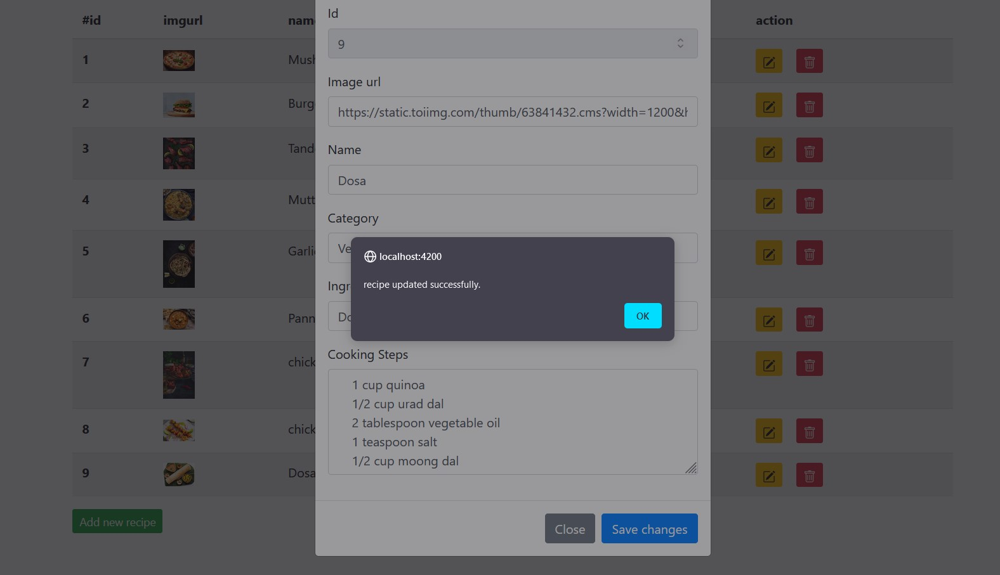 #id imgurl nam action
1 Mush
2 Burge
3 Tando
4 Mutt
5 Garlic
6 Pann
7 chick
8 chick
9 Dosa
Add new recipe
Id
9
Image url
https://static.toiimg.com/thumb/63841432.cms?width=1200&h
Name
Dosa
Category
Ve
Ingr
Do
localhost:4200
recipe updated successfully.
OK
Cooking Steps
1 cup quinoa
1/2 cup urad dal
2 tablespoon vegetable oil
1 teaspoon salt
1/2 cup moong dal
Close Save changes